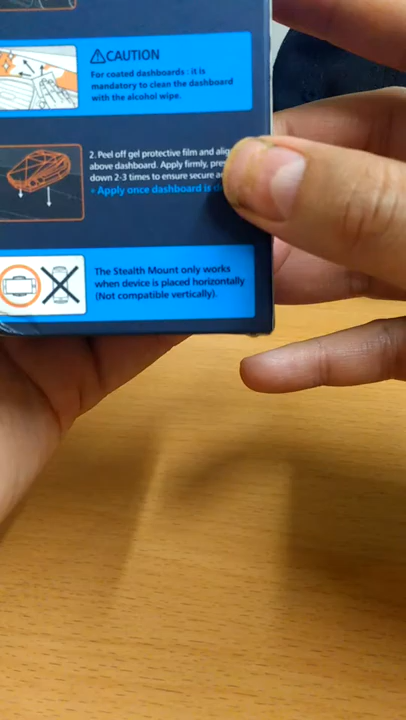 ⚠CAUTION
For coated dashboards : it is
mandatory to clean the dashboard
with the alcohol wipe.
2. Peel off gel protective film and
above dashboard. Apply firmly,
down 2-3 times to ensure secure
• Apply once dashboard is
The Stealth Mount only works
when device is placed horizontally
(Not compatible vertically).